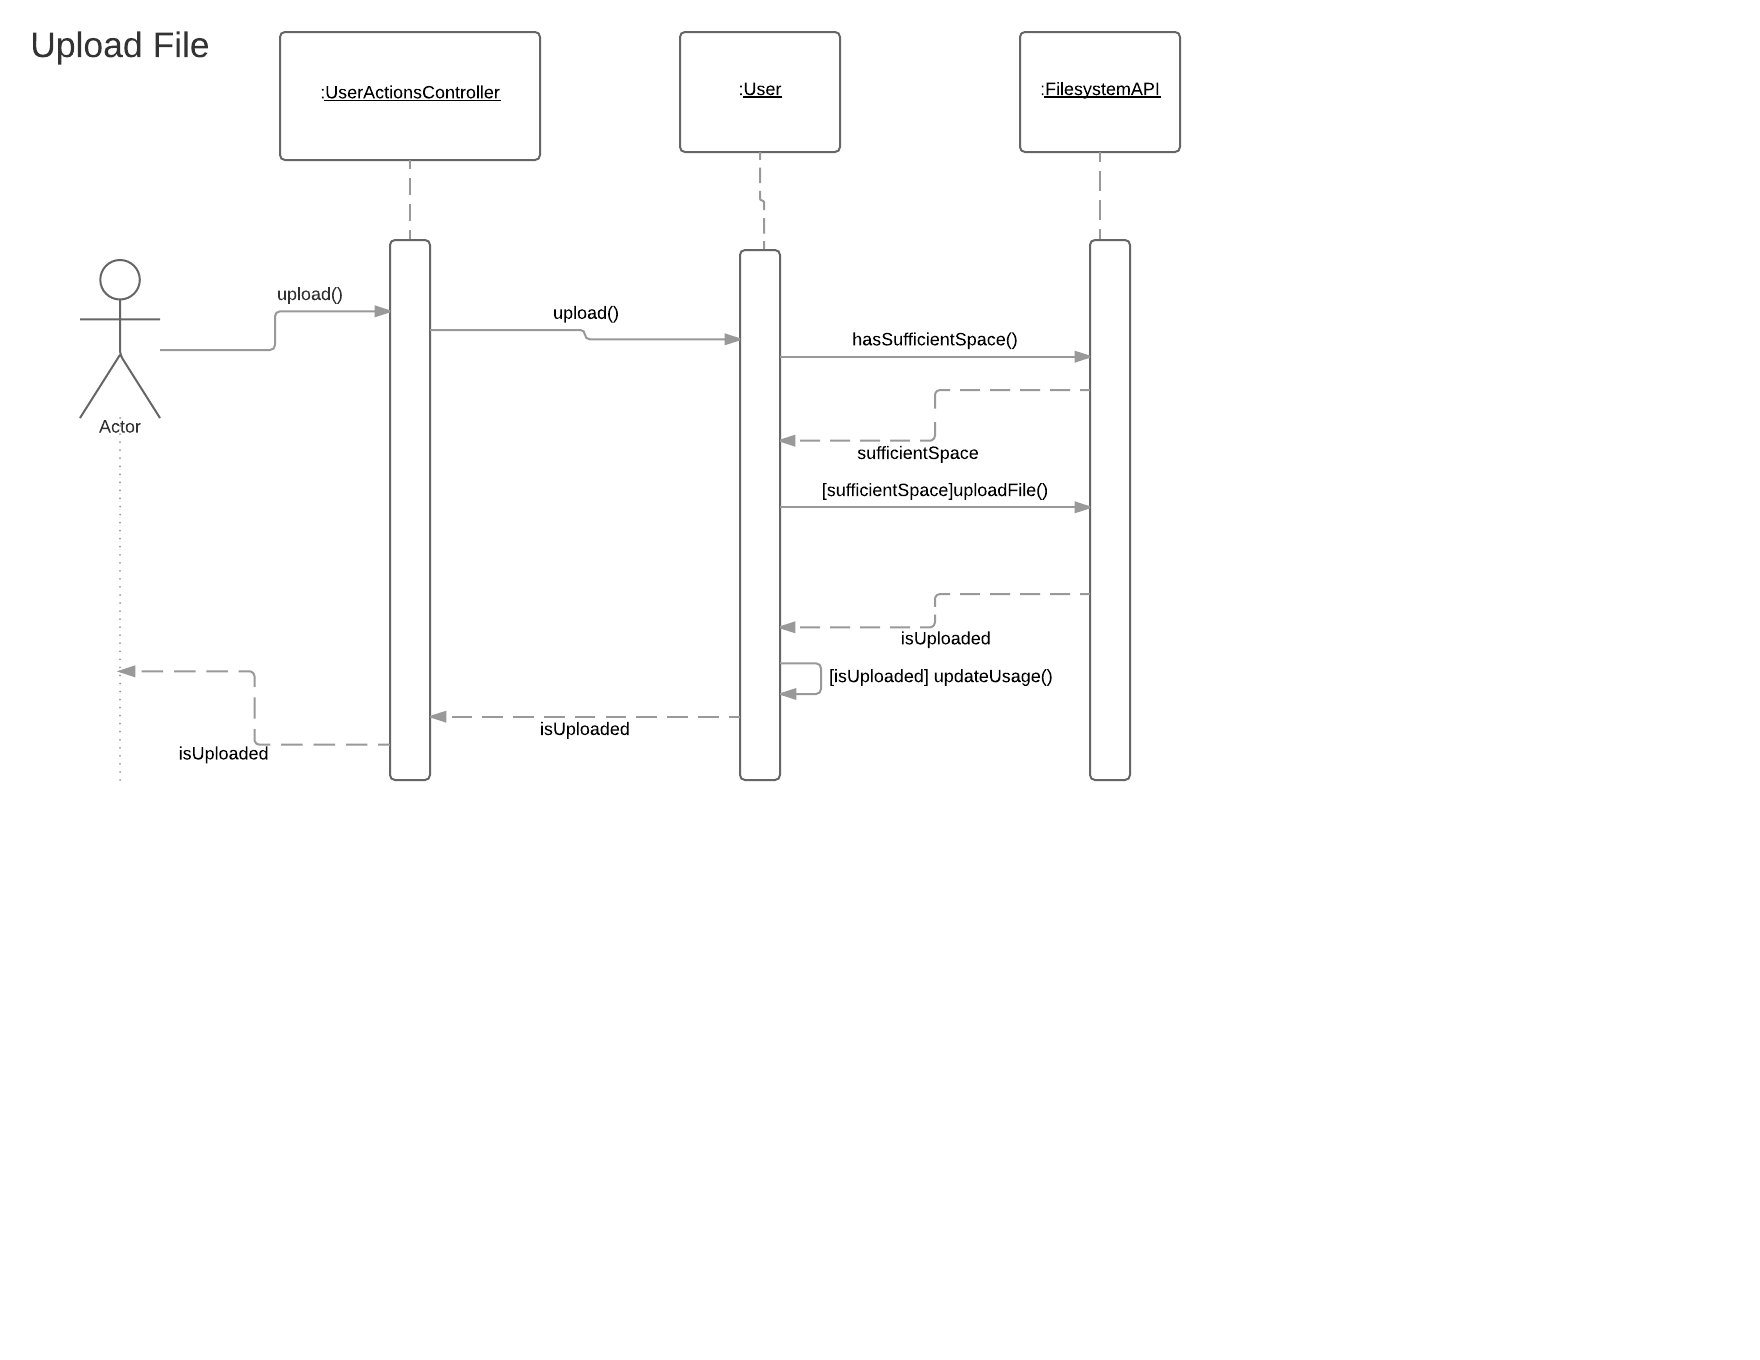 Upload File
:UserActionsController
:User
:FilesystemAPI
upload()
upload()
hasSufficientSpace()
Actor
sufficientSpace
[sufficientSpace]uploadFile()
isUploaded
[isUploaded] updateUsage()
isUploaded
isUploaded